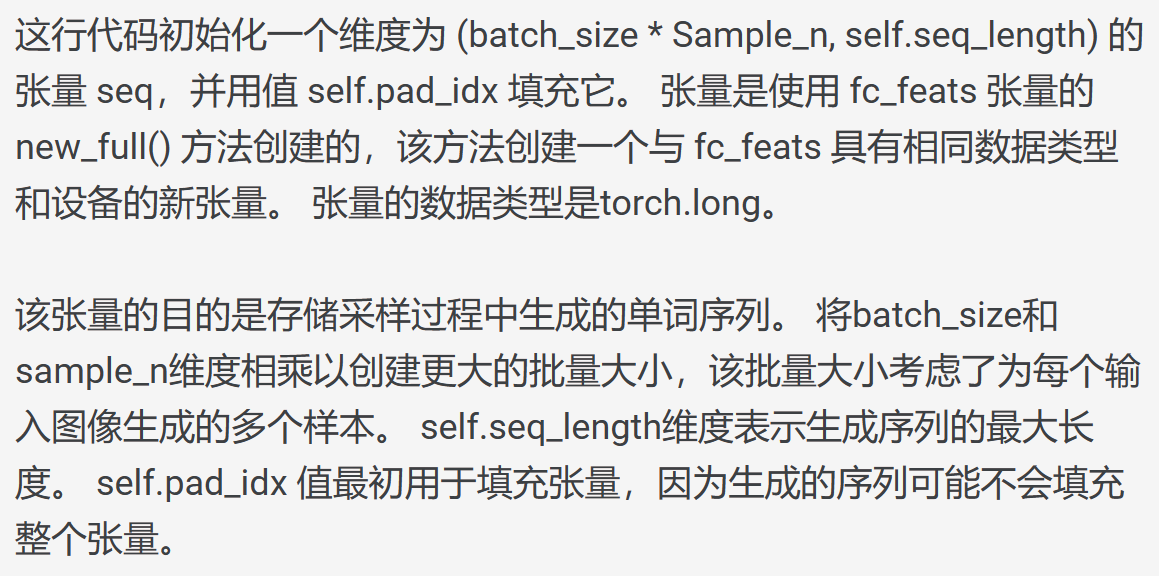 这行代码初始化一个维度为 (batch_size * Sample_n, self.seq_length) 的
张量 seq，并用值 self.pad_idx 填充它。 张量是使用 fc_feats 张量的
new_full() 方法创建的，该方法创建一个与 fc_feats 具有相同数据类型
和设备的新张量。 张量的数据类型是torch.long。
该张量的目的是存储采样过程中生成的单词序列。 将batch_size和
sample_n维度相乘以创建更大的批量大小，该批量大小考虑了为每个输
入图像生成的多个样本。 self.seq_length维度表示生成序列的最大长
度。 self.pad_idx 值最初用于填充张量，因为生成的序列可能不会填充
整个张量。